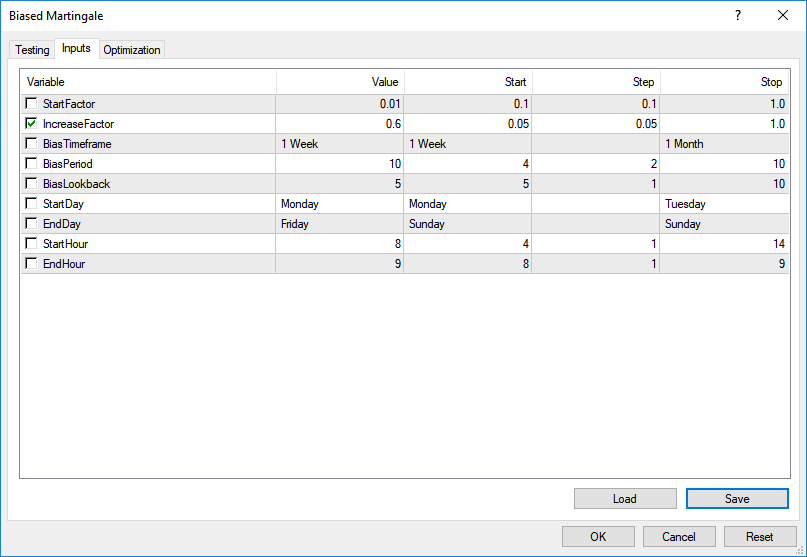 Biased Martingale ?
Testing Inputs Optimization
Variable Value Start Step Stop
StartFactor 0.01 0.1 0.1 1.0
IncreaseFactor 0.6 0.05 0.05 1.0
BiasTimeframe 1 Week 1 Week 1 Month
BiasPeriod 10 4 2 10
BiasLookback 5 5 1 10
StartDay Monday Monday Tuesday
EndDay Friday Sunday Sunday
StartHour 8 4 1 14
EndHour 9 8 1 9
Load Save
OK Cancel Reset